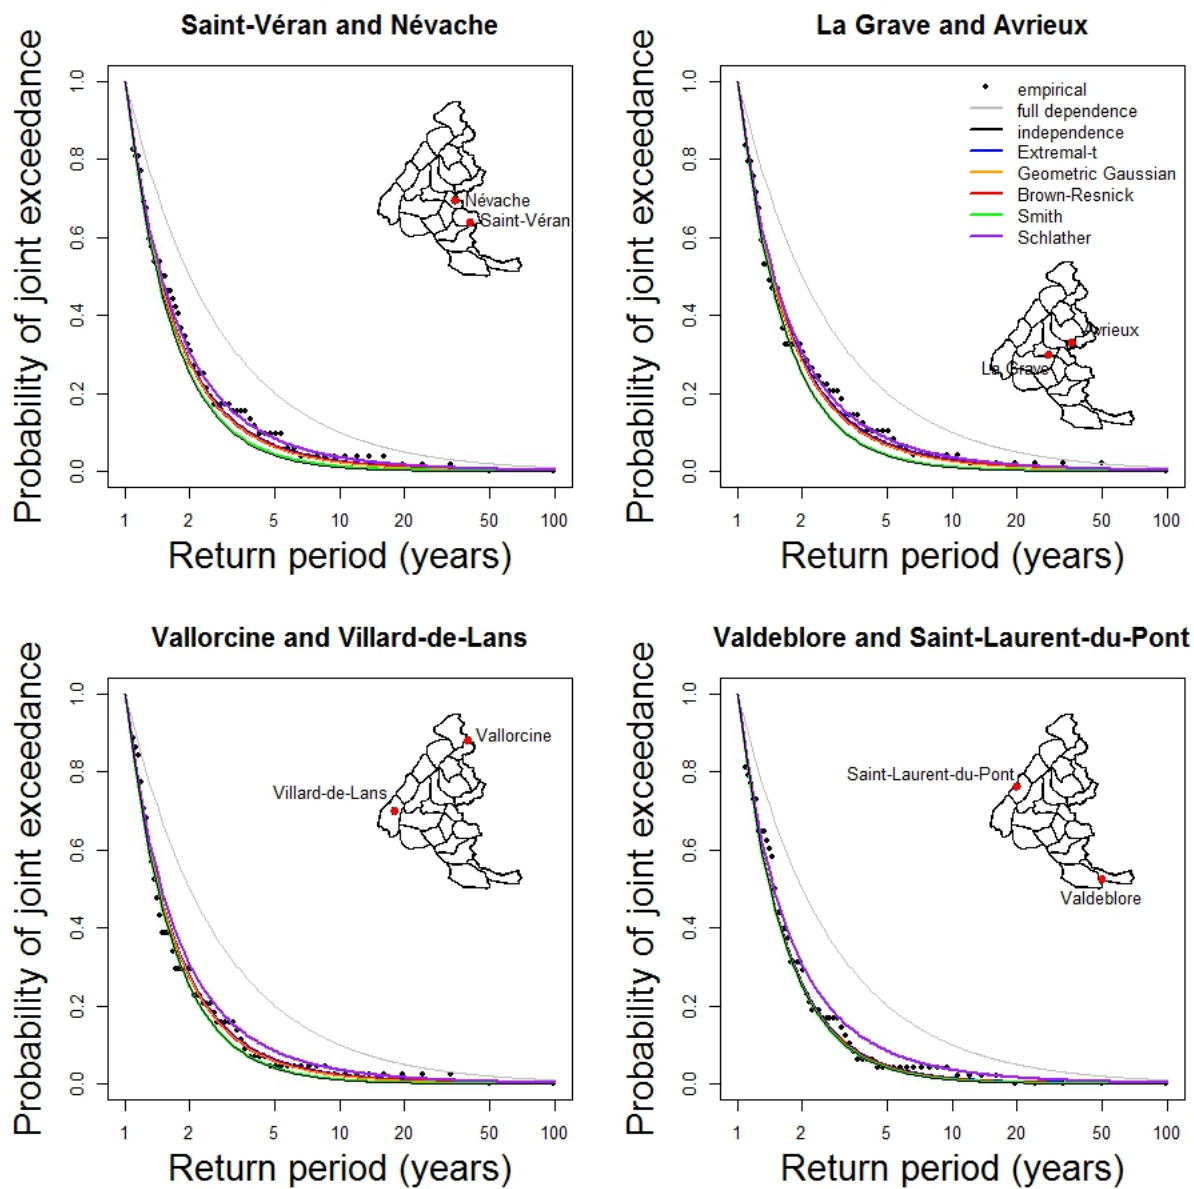 Saint-Véran and Névache
Probability of joint exceedance
1.0
0.8
0.6
0.4
0.2
0.0
Névache
Saint-Véran
1 2 5 10 20 50 100
Return period (years)
La Grave and Avrieux
Probability of joint exceedance
1.0
0.8
0.6
0.4
0.2
0.0
empirical
full dependence
independence
Extremal-t
Geometric Gaussian
Brown-Resnick
Smith
Schlather
Avrieux
La Grave
1 2 5 10 20 50 100
Return period (years)
Vallorcine and Villard-de-Lans
Probability of joint exceedance
1.0
0.8
0.6
0.4
0.2
0.0
Vallorcine
Villard-de-Lans
1 2 5 10 20 50 100
Return period (years)
Valdeblore and Saint-Laurent-du-Pont
Probability of joint exceedance
1.0
0.8
0.6
0.4
0.2
0.0
Saint-Laurent-du-Pont
Valdeblore
1 2 5 10 20 50 100
Return period (years)